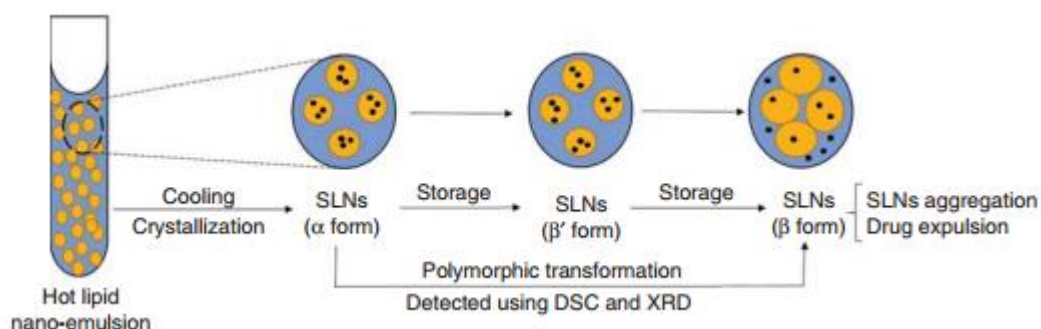 Cooling
Crystallization
SLNs
(α form)
Storage
SLNs
(β′ form)
Storage
SLNs
(β form)
SLNs aggregation
Drug expulsion
Polymorphic transformation
Detected using DSC and XRD
Hot lipid
nano-emulsion